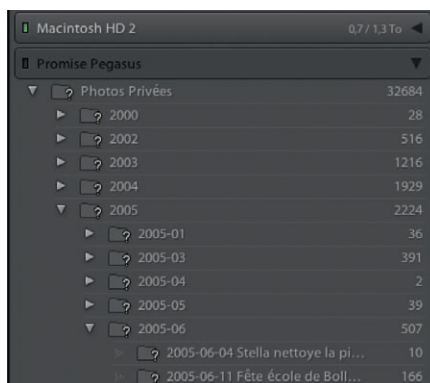 Macintosh HD 2 0,7 / 1,3 To
Promise Pegasus
Photos Privées 32684
2000 28
2002 516
2003 1216
2004 1929
2005 2224
2005-01 36
2005-03 391
2005-04 2
2005-05 39
2005-06 507
2005-06-04 Stella nettoye la pi... 10
2005-06-11 Fête école de Boll... 166